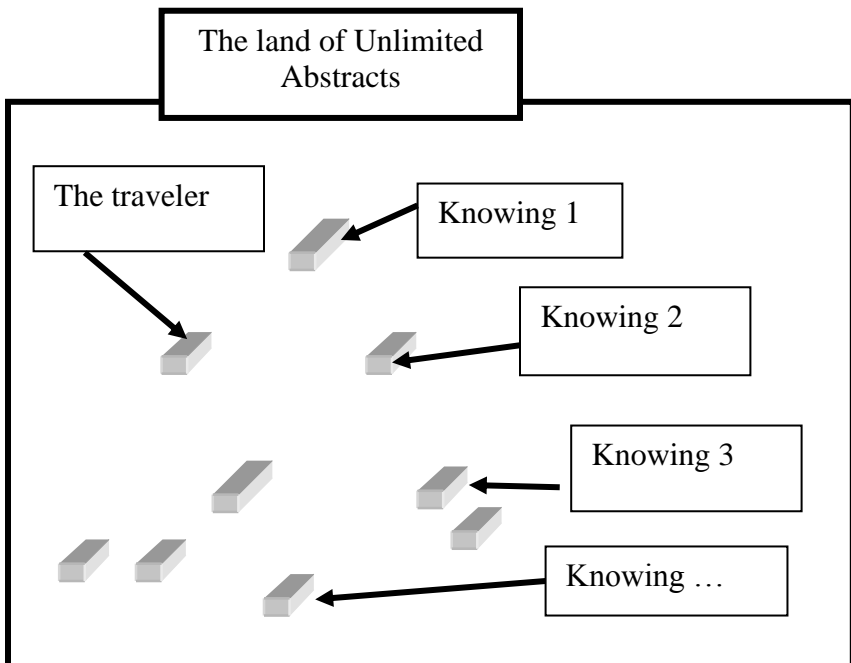 The land of Unlimited
Abstracts
The traveler
Knowing 1
Knowing 2
Knowing 3
Knowing …